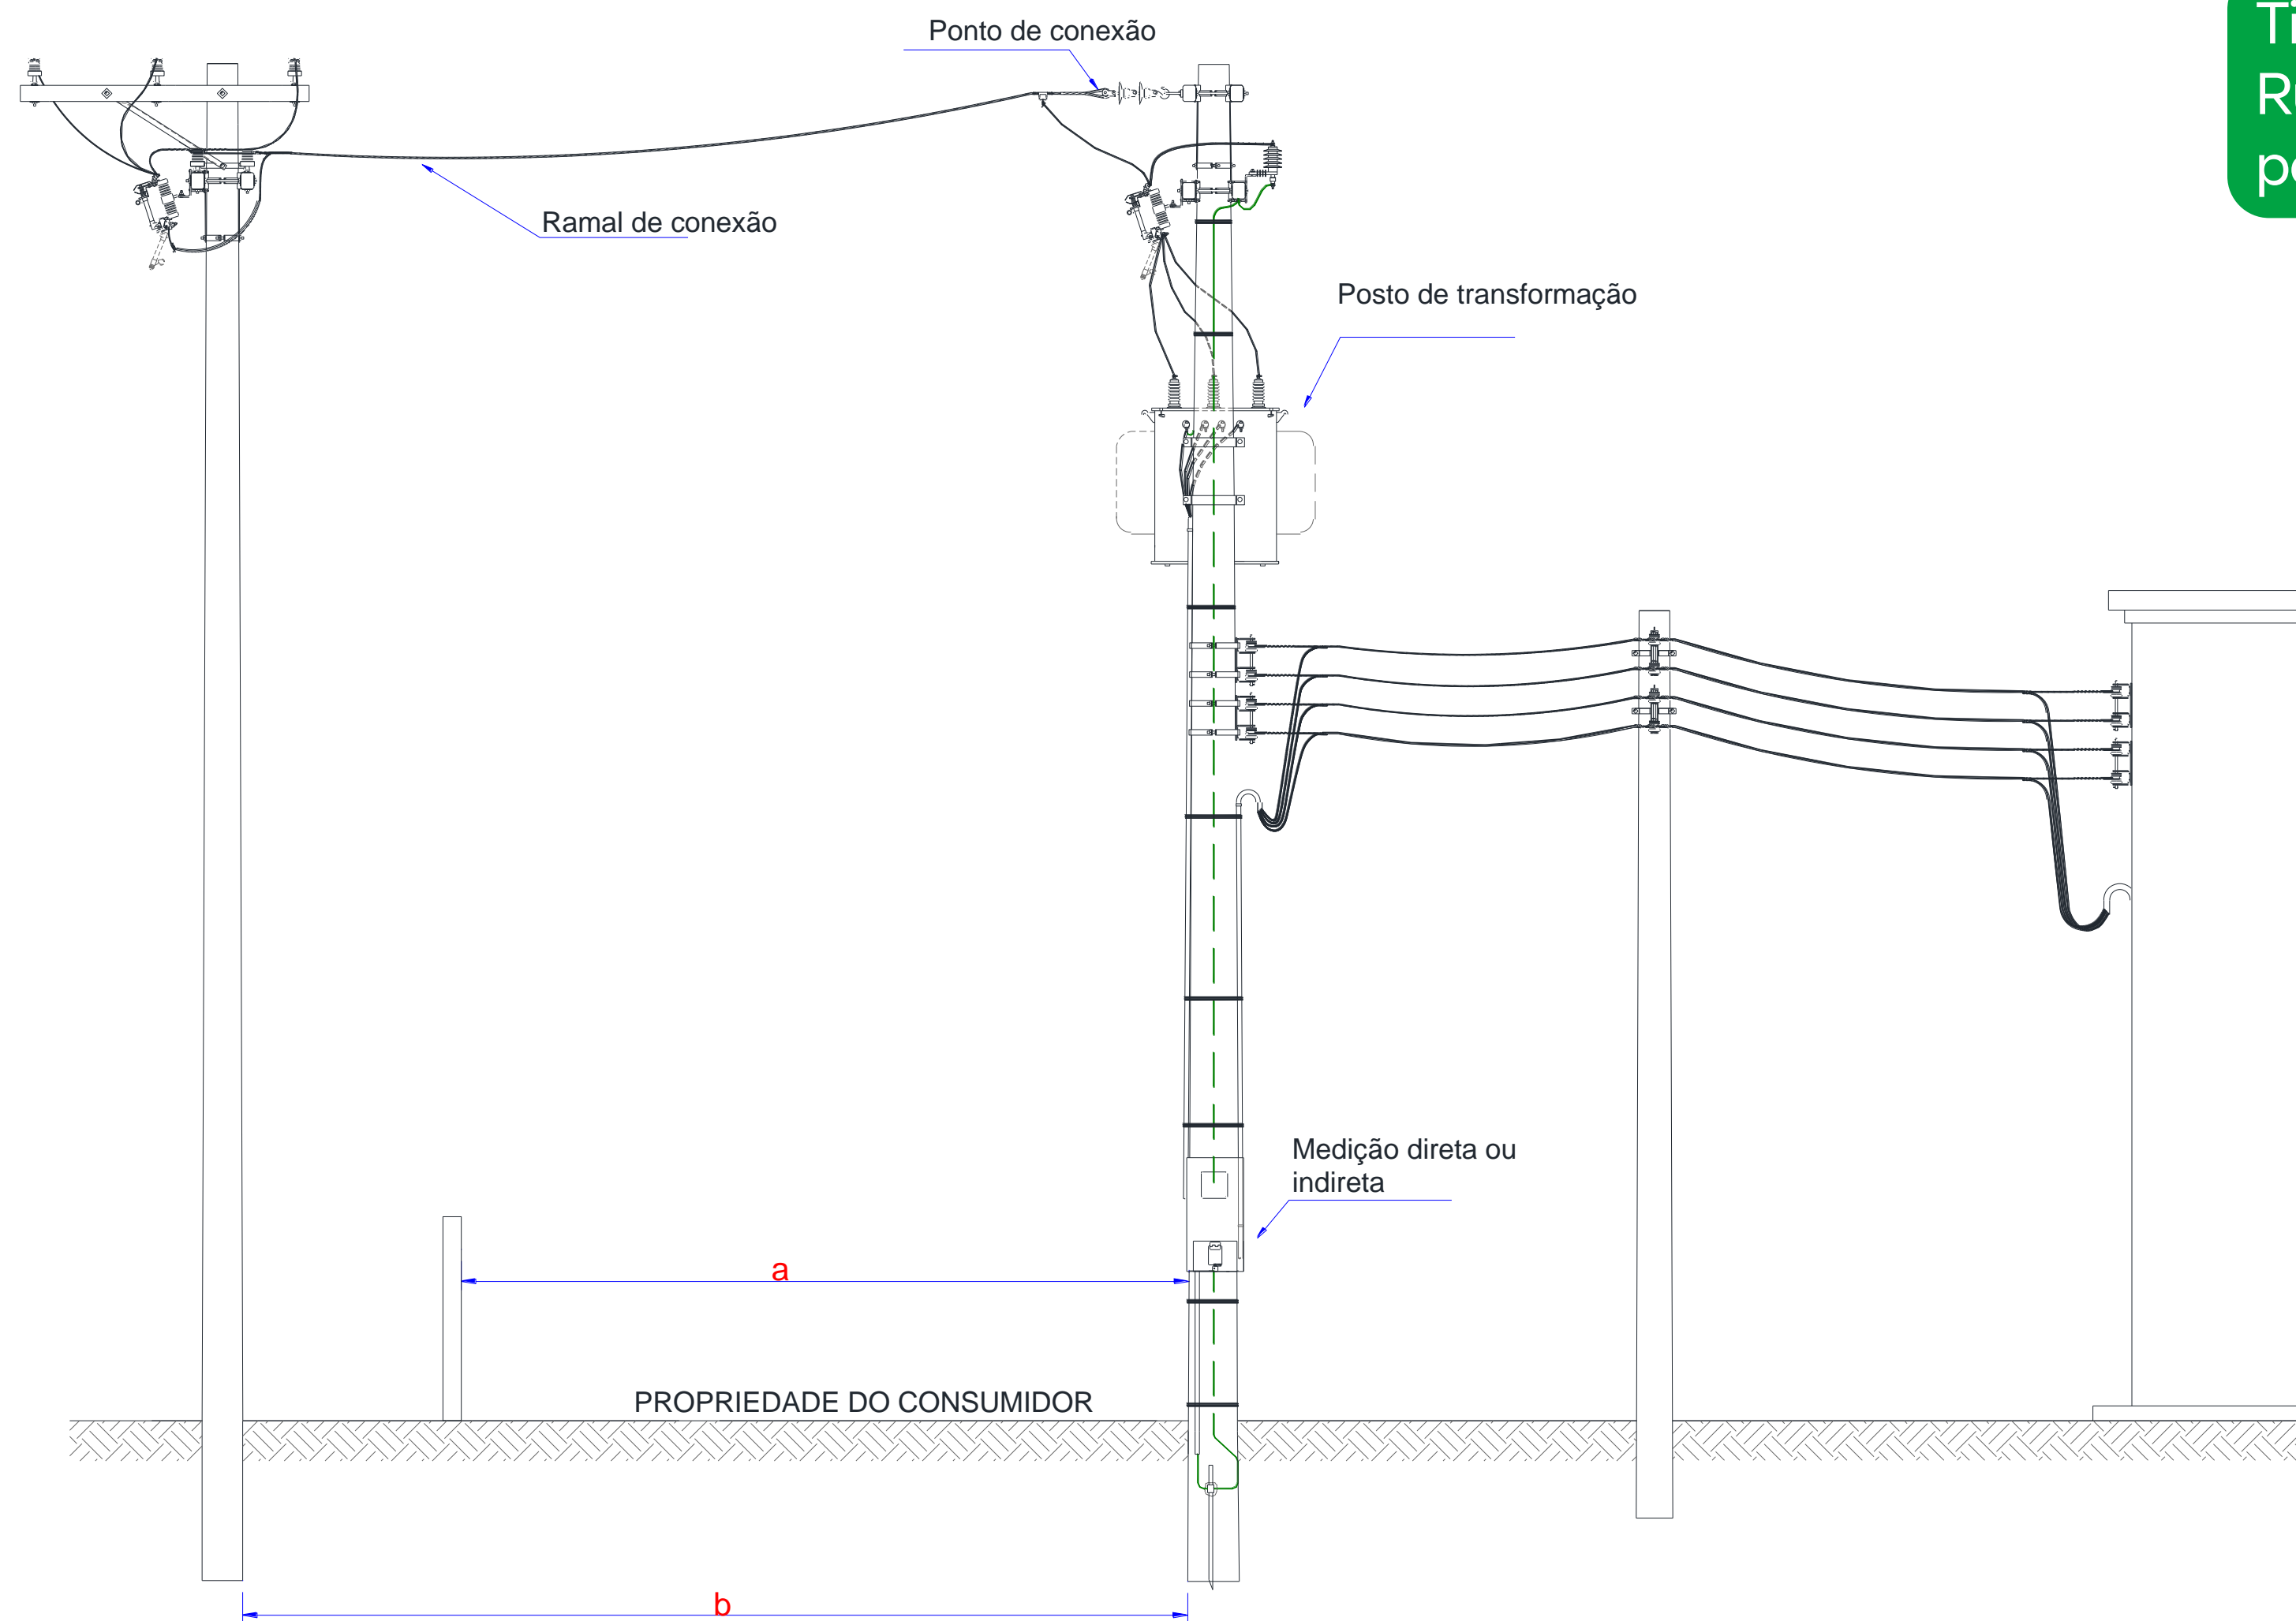 Ponto de conexão
Ramal de conexão
Posto de transformação
Medição direta ou
indireta
a
PROPRIEDADE DO CONSUMIDOR
b